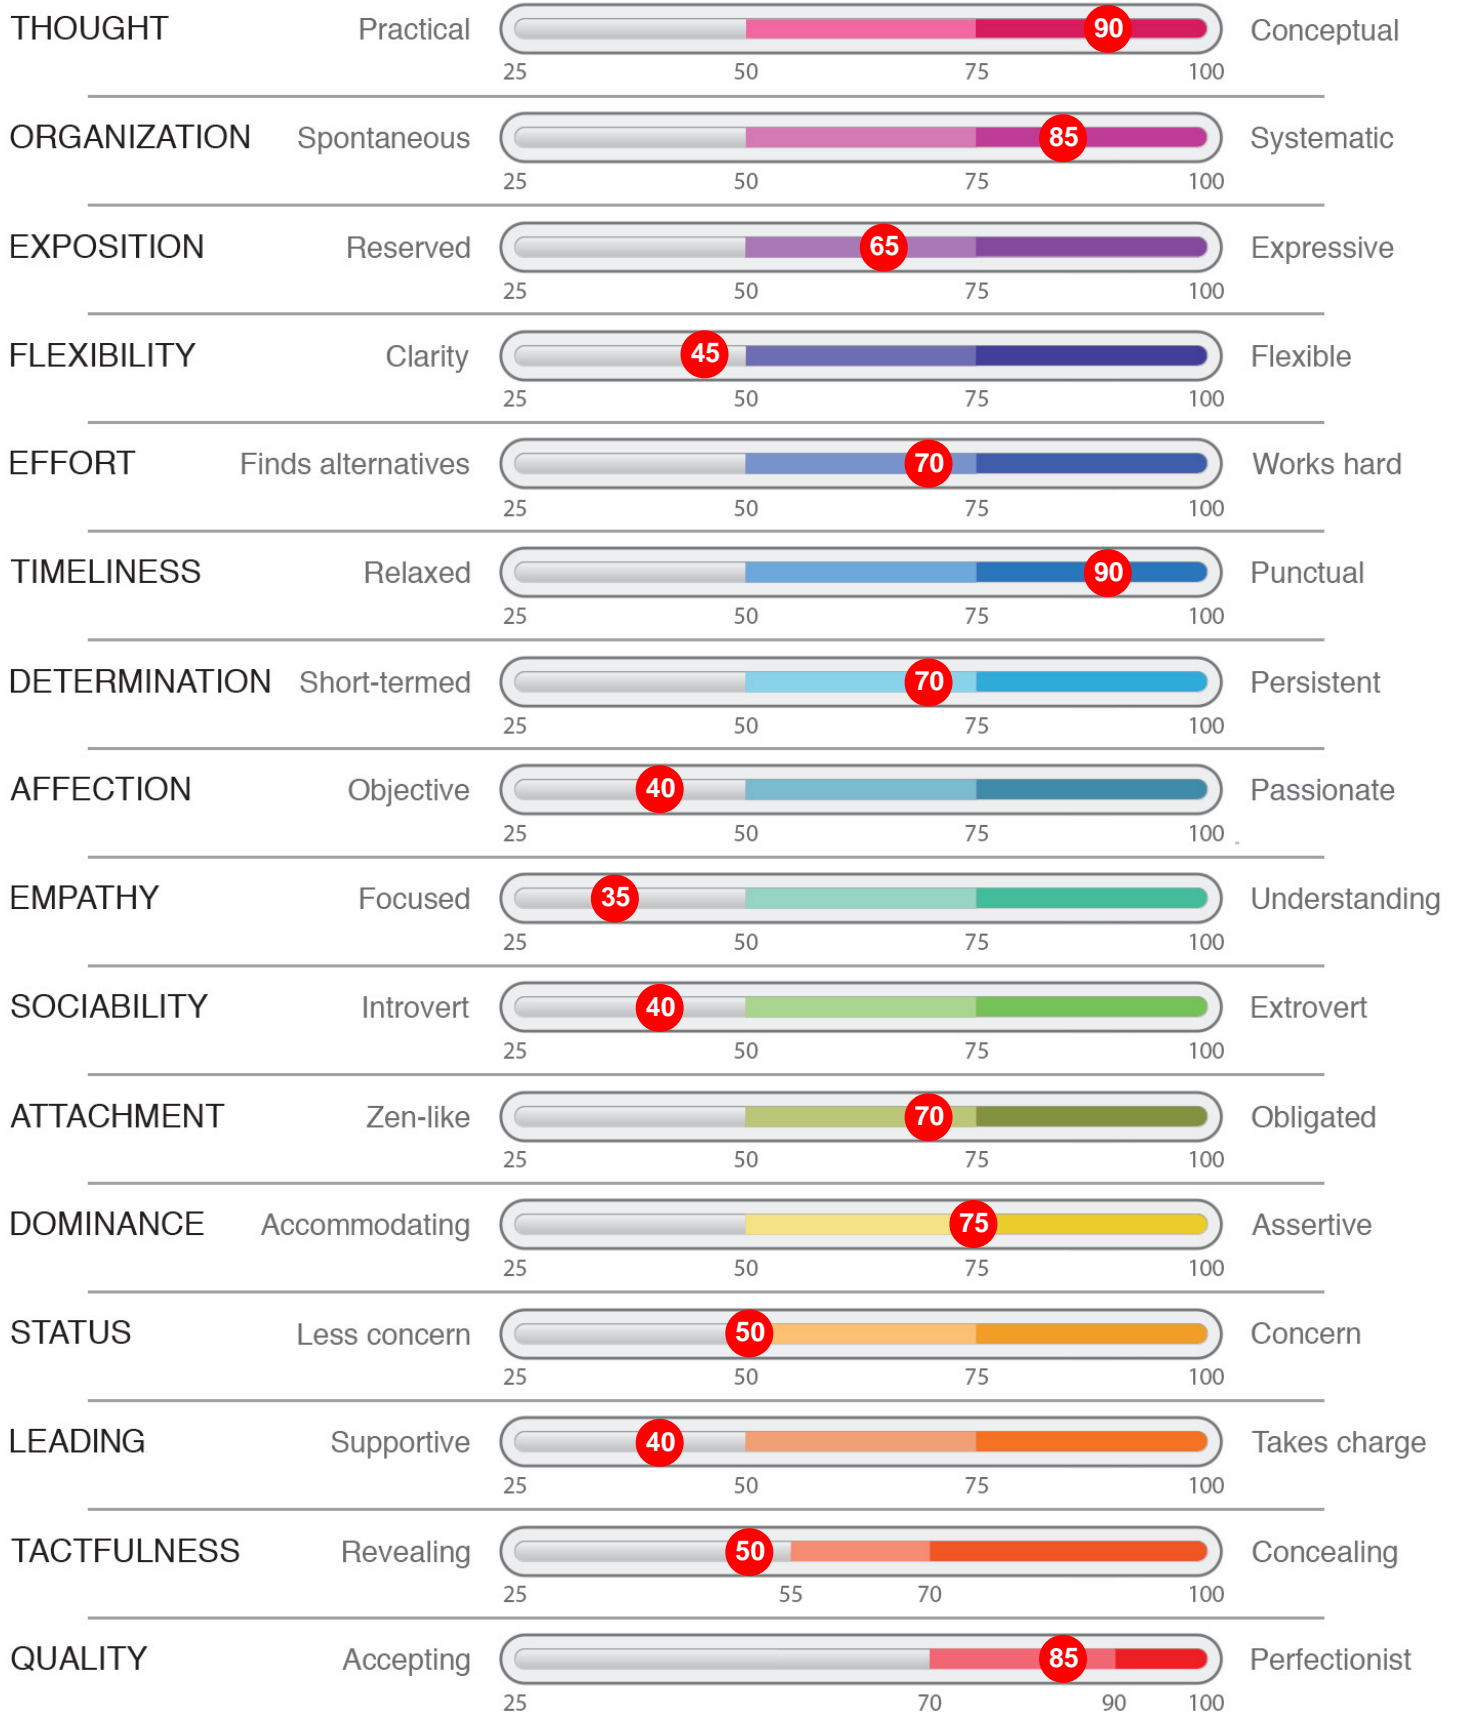 THOUGHT Practical 90 Conceptual
25 50 75 100
ORGANIZATION Spontaneous 85 Systematic
25 50 75 100
EXPOSITION Reserved 65 Expressive
25 50 75 100
FLEXIBILITY Clarity 45 Flexible
25 50 75 100
EFFORT Finds alternatives 70 Works hard
25 50 75 100
TIMELINESS Relaxed 90 Punctual
25 50 75 100
DETERMINATION Short-termed 70 Persistent
25 50 75 100
AFFECTION Objective 40 Passionate
25 50 75 100
EMPATHY Focused 35 Understanding
25 50 75 100
SOCIABILITY Introvert 40 Extrovert
25 50 75 100
ATTACHMENT Zen-like 70 Obligated
25 50 75 100
DOMINANCE Accommodating 75 Assertive
25 50 75 100
STATUS Less concern 50 Concern
25 50 75 100
LEADING Supportive 40 Takes charge
25 50 75 100
TACTFULNESS Revealing 50 Concealing
25 55 70 100
QUALITY Accepting 85 Perfectionist
25 70 90 100